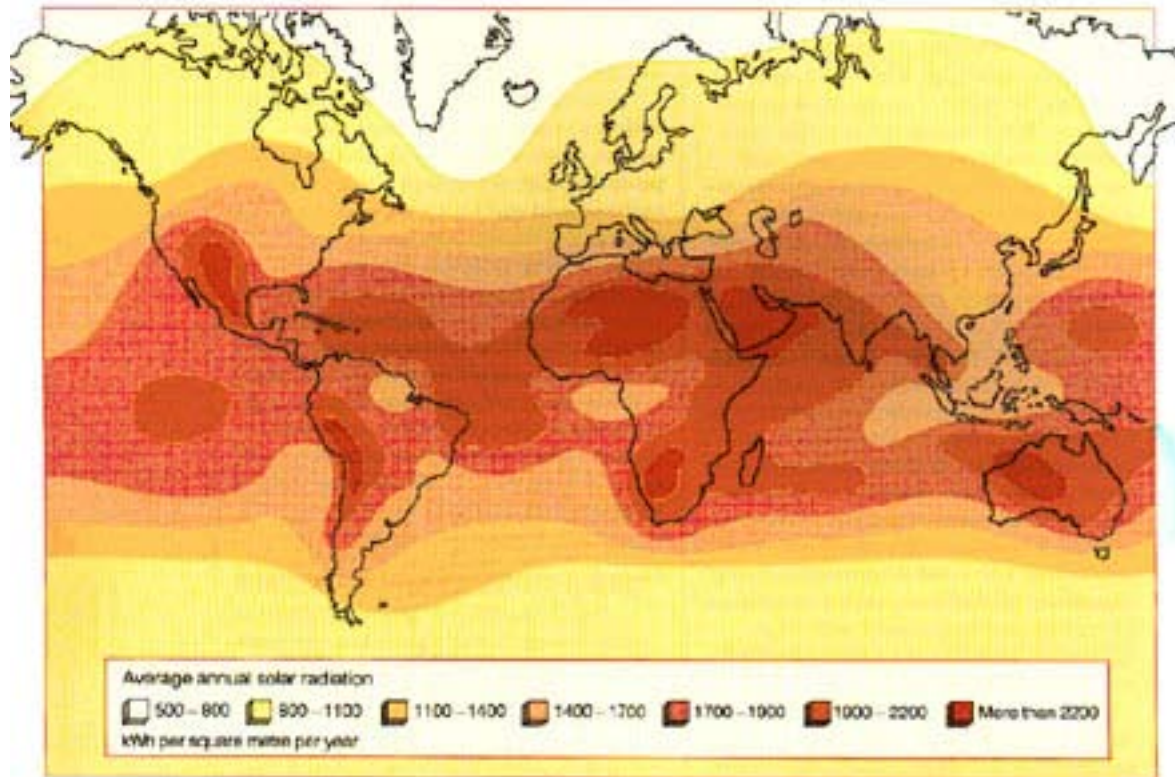 Average annual solar radiation
500 – 800 800 – 1100 1100 – 1400 1400 – 1700 1700 – 1900 1900 – 2200 More than 2200
kWh per square metre per year